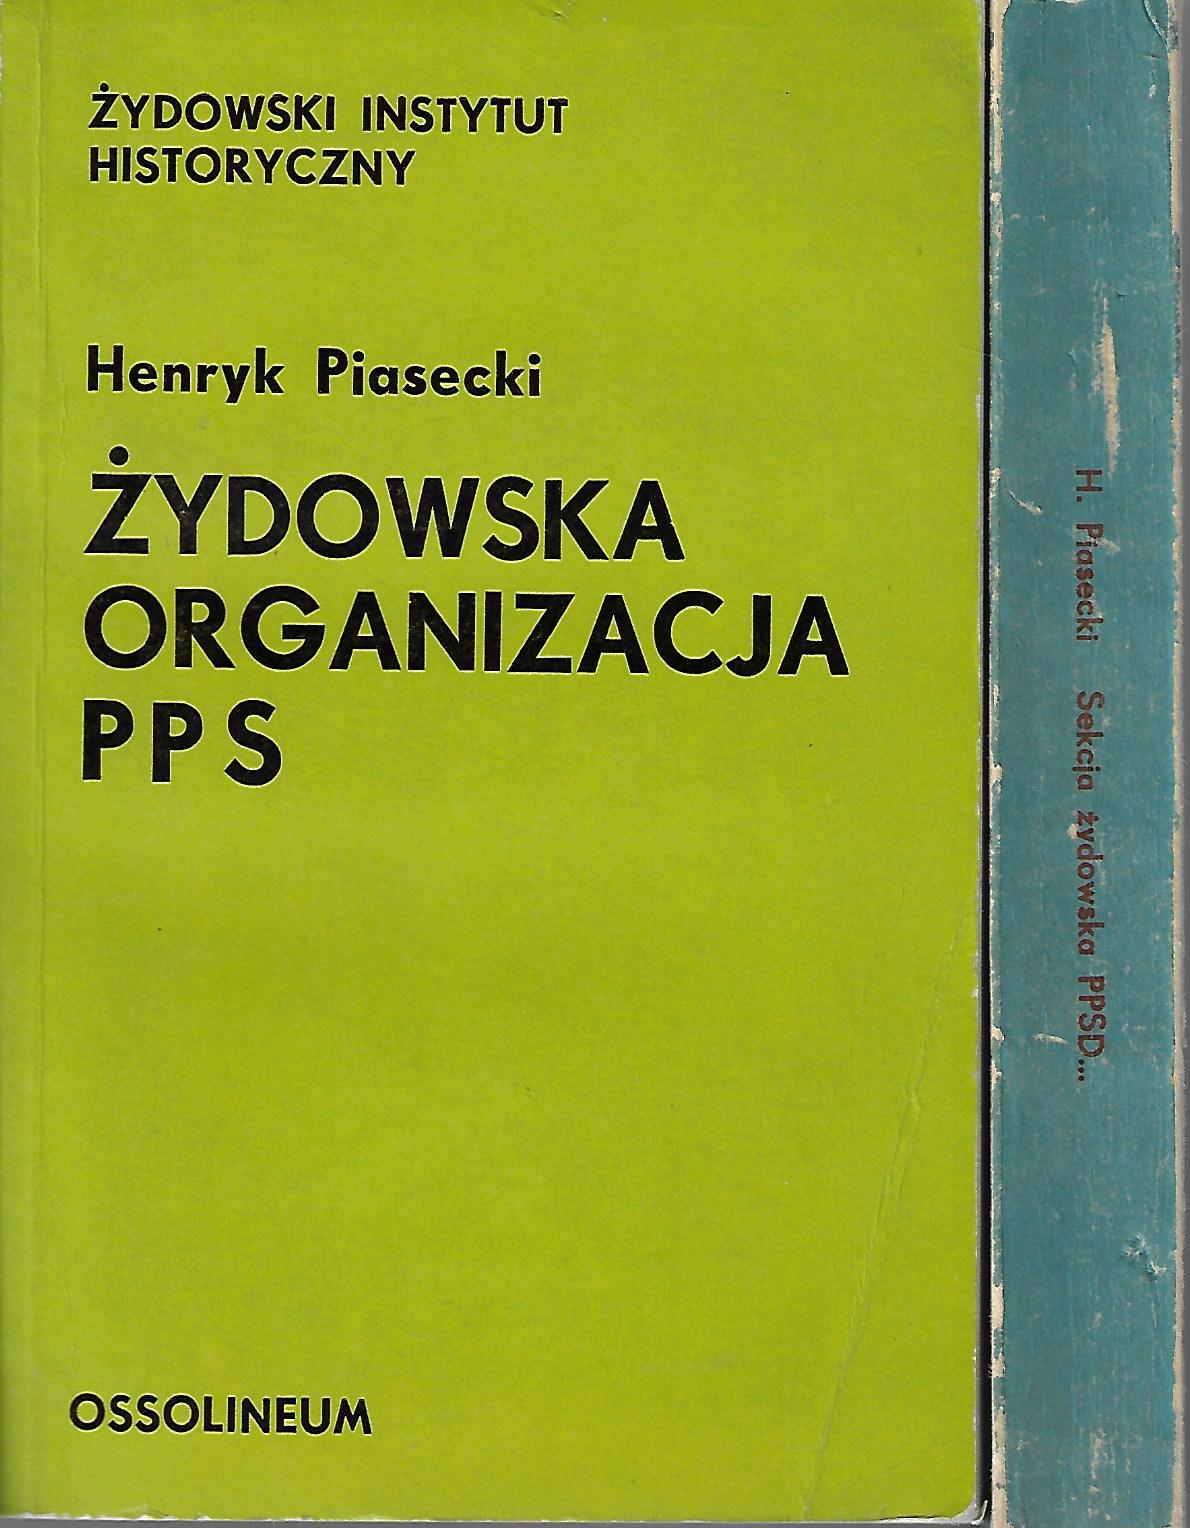 ŻYDOWSKI INSTYTUT
HISTORYCZNY
Henryk Piasecki
ŻYDOWSKA
ORGANIZACJA
PPS
OSSOLINEUM
H. Piasecki Sekcja żydowska PPSD...